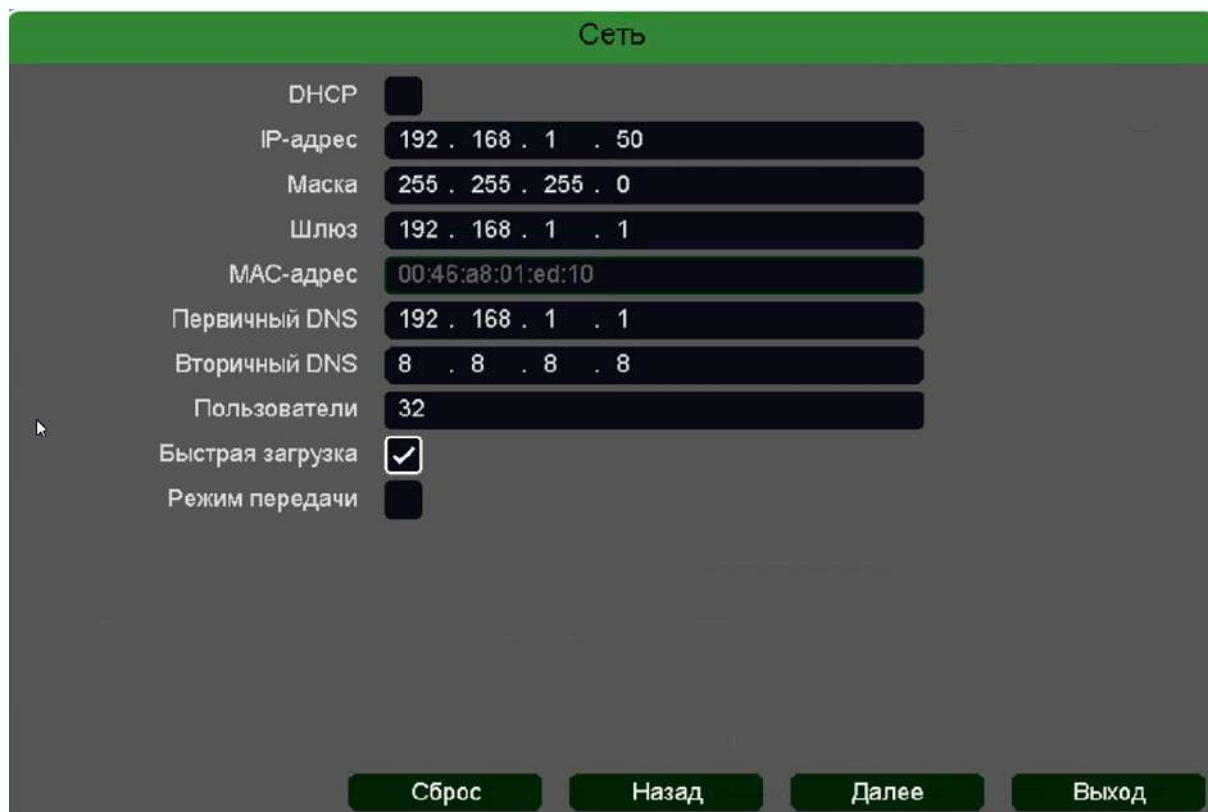 Сеть
DHCP
IP-адрес 192 . 168 . 1 . 50
Маска 255 . 255 . 255 . 0
Шлюз 192 . 168 . 1 . 1
MAC-адрес 00:46:a8:01:ed:10
Первичный DNS 192 . 168 . 1 . 1
Вторичный DNS 8 . 8 . 8 . 8
Пользователи 32
Быстрая загрузка
Режим передачи
Сброс Назад Далее Выход